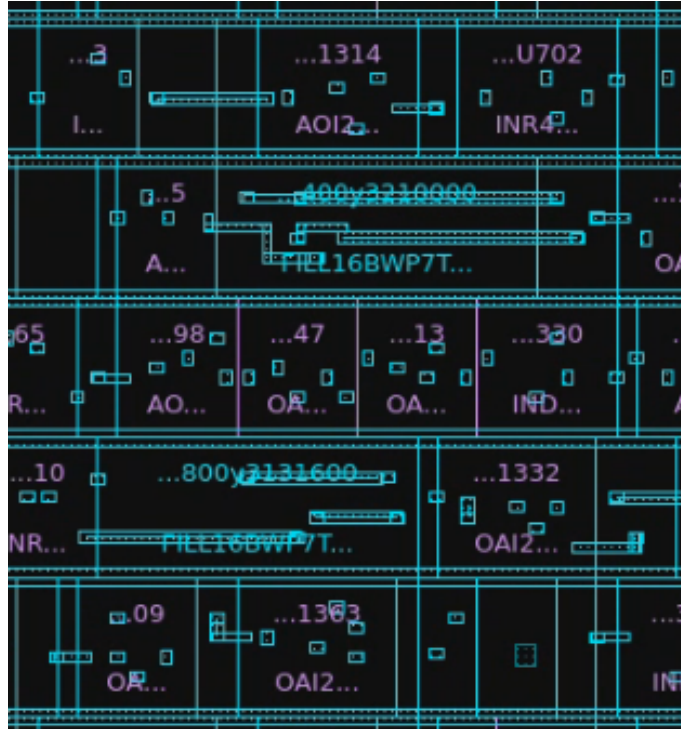 ...3 ...1314 ...U702
I... AOI2... INR4...
...5 ...400y3210000
A... FILL16BWP7T... OA
65 ...98 ...47 ...13 ...330
R... AO... OA... OA... IND...
...10 ...800y3131600 ...1332
NR... FILL16BWP7T... OAI2...
...09 ...1363
OA... OAI2... IN